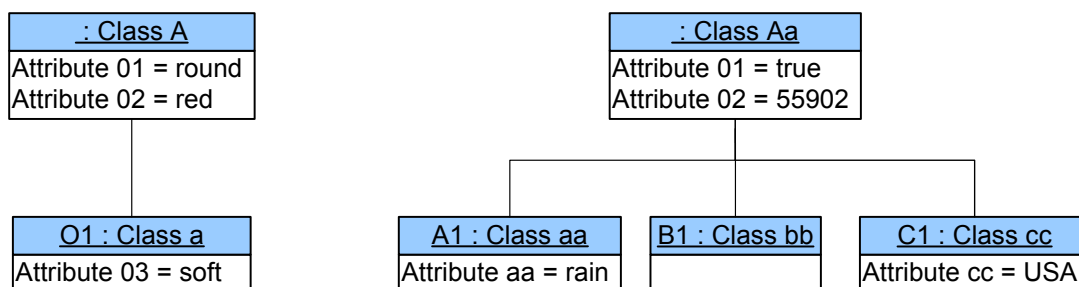 : Class A
Attribute 01 = round
Attribute 02 = red
: Class Aa
Attribute 01 = true
Attribute 02 = 55902
O1 : Class a
Attribute 03 = soft
A1 : Class aa
Attribute aa = rain
B1 : Class bb
C1 : Class cc
Attribute cc = USA